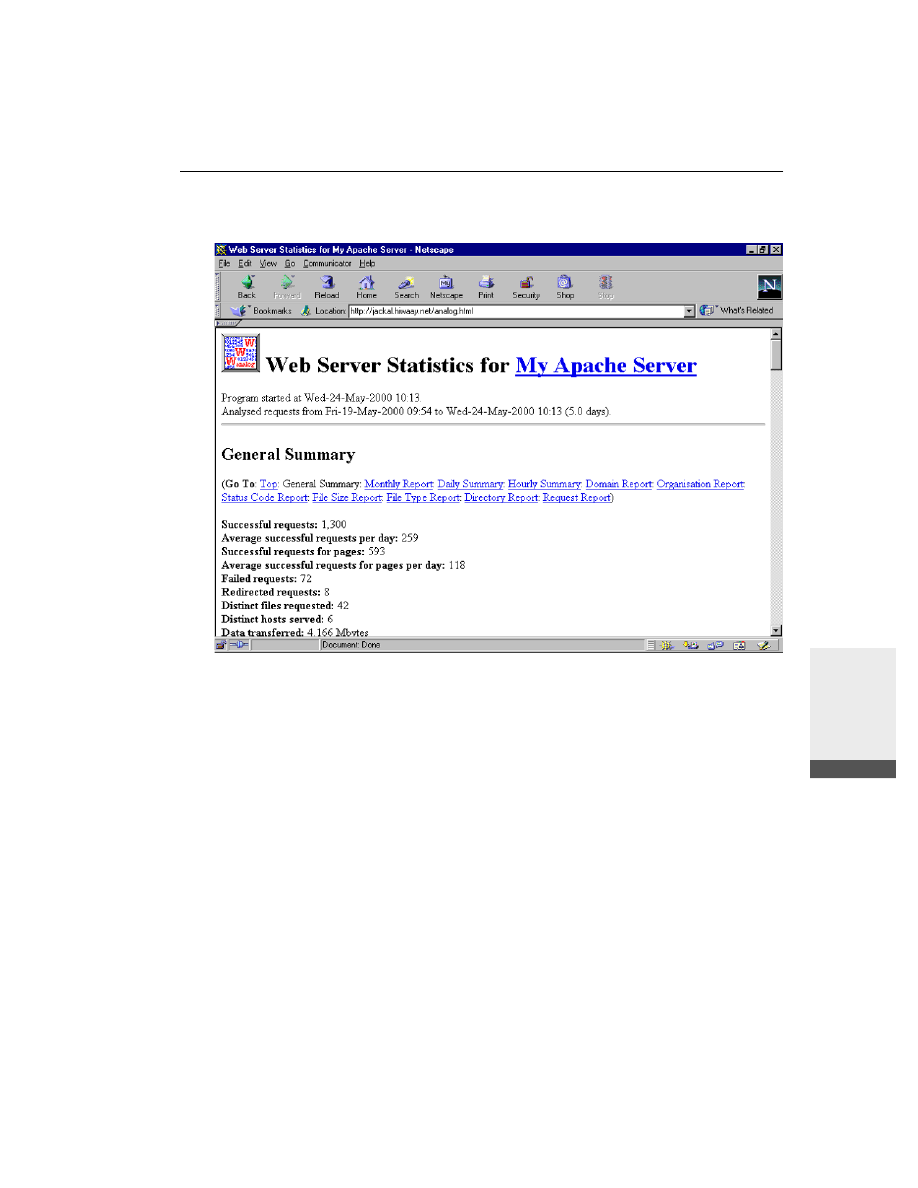 Web Server Statistics for My Apache Server - Netscape
File Edit View Go Communicator Help
Back Forward Reload Home Search Netscape Print Security Shop Stop
Bookmarks Location: http://jackal.hiwaay.net/analog.html What's Related
Web Server Statistics for My Apache Server
Program started at Wed-24-May-2000 10:13.
Analysed requests from Fri-19-May-2000 09:54 to Wed-24-May-2000 10:13 (5.0 days).
General Summary
(Go To: Top: General Summary: Monthly Report: Daily Summary: Hourly Summary: Domain Report: Organisation Report:
Status Code Report: File Size Report: File Type Report: Directory Report: Request Report)
Successful requests: 1,300
Average successful requests per day: 259
Successful requests for pages: 593
Average successful requests for pages per day: 118
Failed requests: 72
Redirected requests: 8
Distinct files requested: 42
Distinct hosts served: 6
Data transferred: 4.166 Mbytes
Document: Done